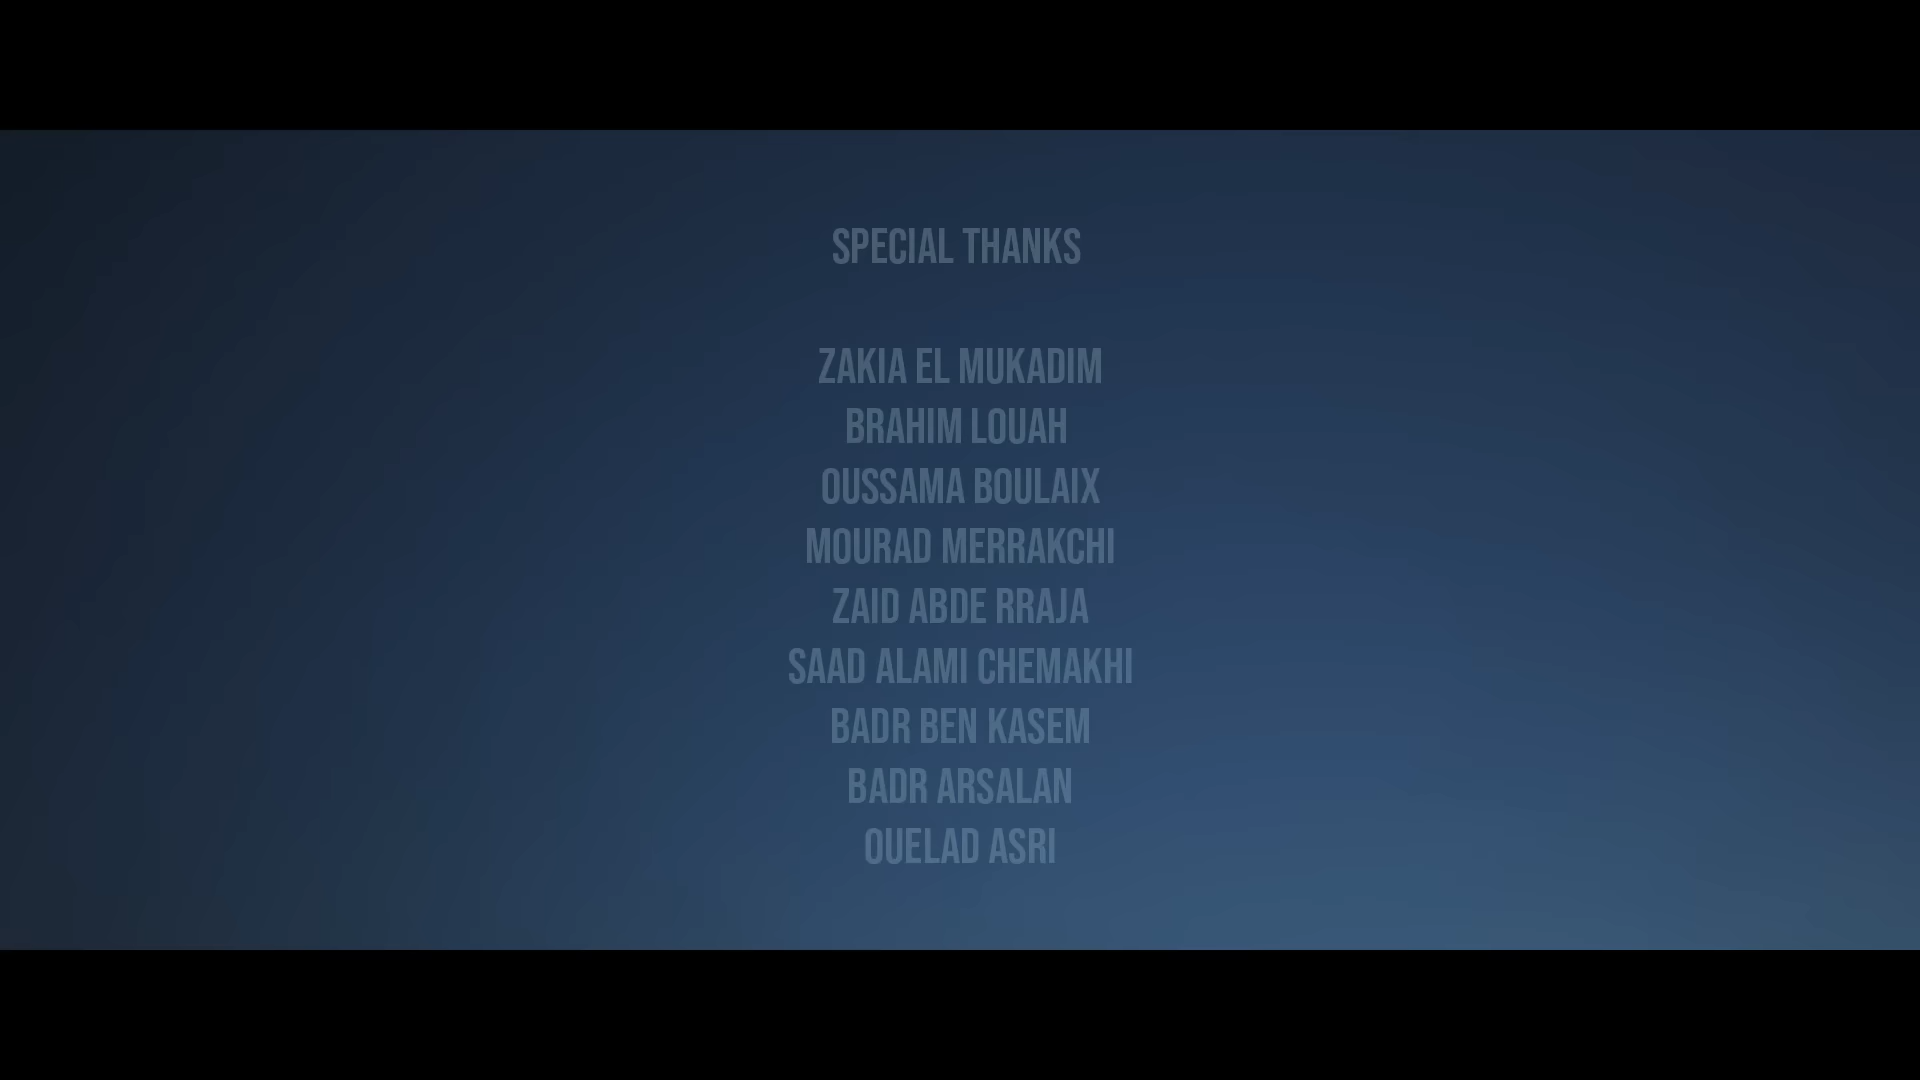 SPECIAL THANKS
ZAKIA EL MUKADIM
BRAHIM LOUAH
OUSSAMA BOULAIX
MOURAD MERRAKCHI
ZAID ABDE RRAJA
SAAD ALAMI CHEMAKHI
BADR BEN KASEM
BADR ARSALAN
OUELAD ASRI